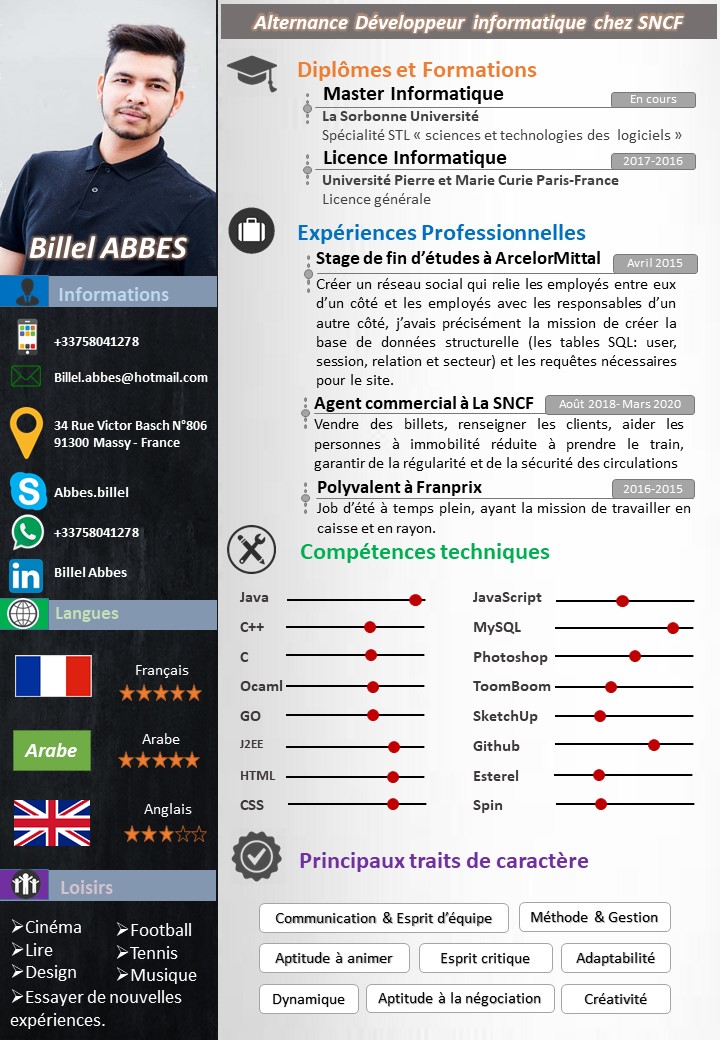 Alternance Développeur informatique chez SNCF
Billel ABBES
Informations
+33758041278
Billel.abbes@hotmail.com
34 Rue Victor Basch N°806
91300 Massy - France
Abbes.billel
+33758041278
in
Billel Abbes
Langues
Français
Arabe
Arabe
Anglais
Loisirs
➢Cinéma
➢Lire
➢Design
➢Football
➢Tennis
➢Musique
➢Essayer de nouvelles
expériences.
Diplômes et Formations
Master Informatique
En cours
La Sorbonne Université
Spécialité STL « sciences et technologies des logiciels »
Licence Informatique
2017-2016
Université Pierre et Marie Curie Paris-France
Licence générale
Expériences Professionnelles
Stage de fin d’études à ArcelorMittal
Avril 2015
Créer un réseau social qui relie les employés entre eux
d’un côté et les employés avec les responsables d’un
autre côté, j’avais précisément la mission de créer la
base de données structurelle (les tables SQL: user,
session, relation et secteur) et les requêtes nécessaires
pour le site.
Agent commercial à La SNCF
Août 2018- Mars 2020
Vendre des billets, renseigner les clients, aider les
personnes à immobilité réduite à prendre le train,
garantir de la régularité et de la sécurité des circulations
Polyvalent à Franprix
2016-2015
Job d’été à temps plein, ayant la mission de travailler en
caisse et en rayon.
Compétences techniques
Java
C++
C
Ocaml
GO
J2EE
HTML
CSS
JavaScript
MySQL
Photoshop
ToomBoom
SketchUp
Github
Esterel
Spin
Principaux traits de caractère
Communication & Esprit d’équipe
Méthode & Gestion
Aptitude à animer
Esprit critique
Adaptabilité
Dynamique
Aptitude à la négociation
Créativité